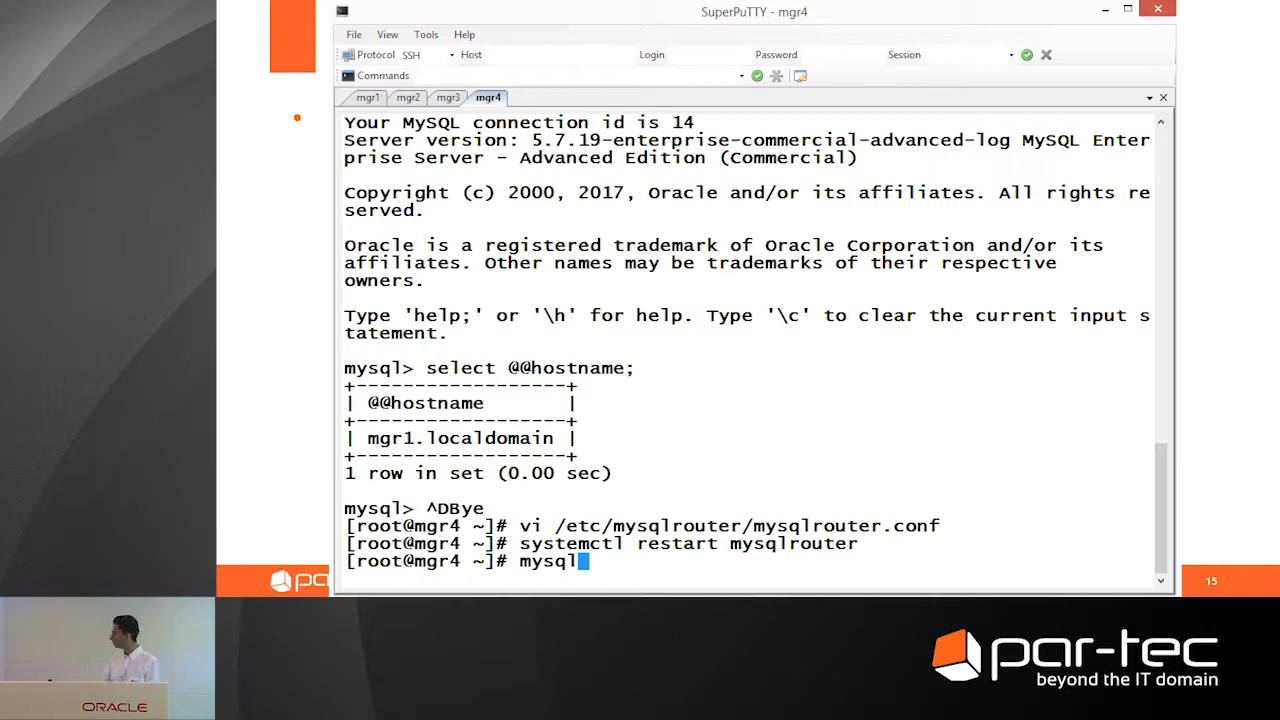 SuperPuTTY - mgr4
File View Tools Help
Protocol SSH Host Login Password Session
Commands
mgr1 mgr2 mgr3 mgr4
Your MySQL connection id is 14
Server version: 5.7.19-enterprise-commercial-advanced-log MySQL Enter
prise Server - Advanced Edition (Commercial)
Copyright (c) 2000, 2017, Oracle and/or its affiliates. All rights re
served.
Oracle is a registered trademark of Oracle Corporation and/or its
affiliates. Other names may be trademarks of their respective
owners.
Type 'help;' or '\h' for help. Type '\c' to clear the current input s
tatement.
mysql> select @@hostname;
+------------------+
| @@hostname       |
+------------------+
| mgr1.localdomain |
+------------------+
1 row in set (0.00 sec)
mysql> ^DBye
[root@mgr4 ~]# vi /etc/mysqlrouter/mysqlrouter.conf
[root@mgr4 ~]# systemctl restart mysqlrouter
[root@mgr4 ~]# mysql
pa
15
par-tec
beyond the IT domain
ORACLE